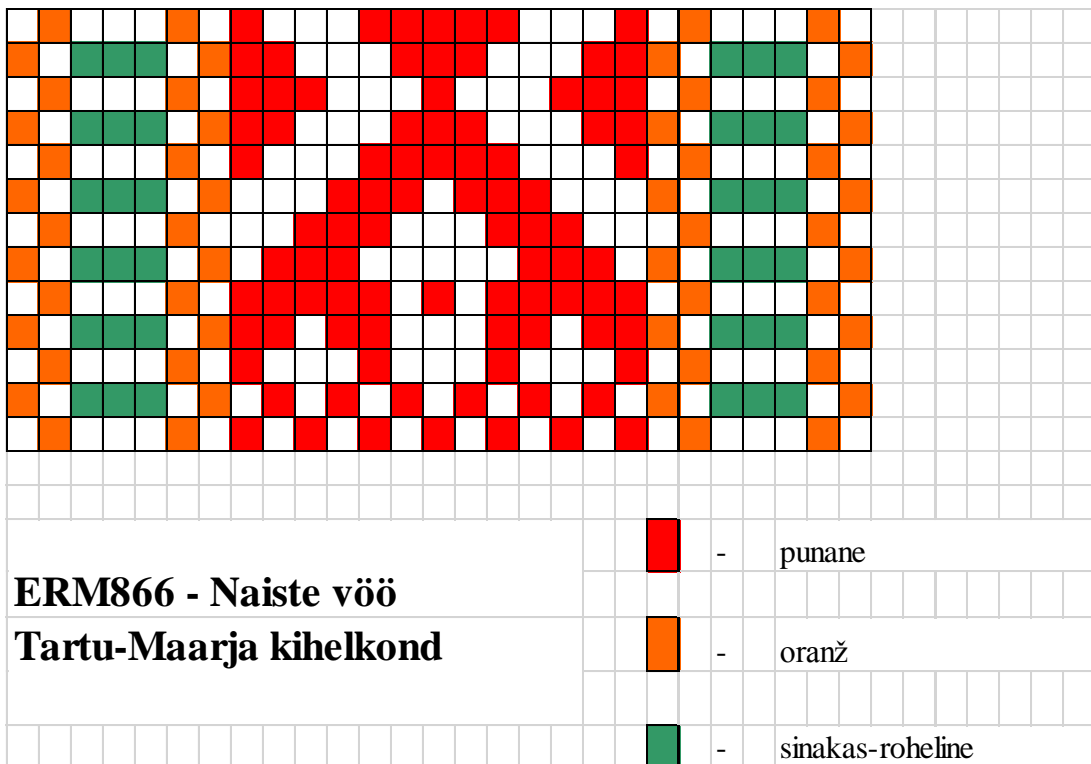 ERM866 - Naiste vöö
Tartu-Maarja kihelkond
- punane
- oranž
- sinakas-roheline